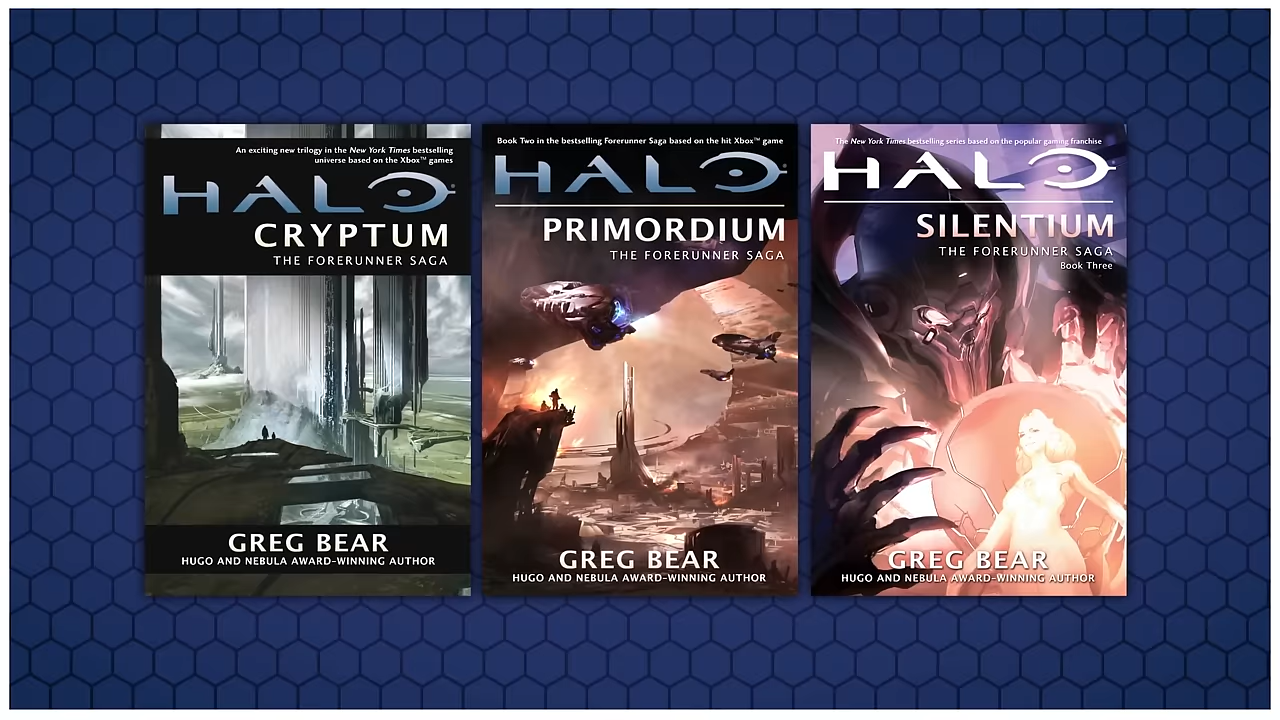 An exciting new trilogy in the New York Times bestselling
universe based on the Xbox™ games
HALO®
CRYPTUM
THE FORERUNNER SAGA
GREG BEAR
HUGO AND NEBULA AWARD–WINNING AUTHOR
Book Two in the bestselling Forerunner Saga based on the hit Xbox™ game
HALO®
PRIMORDIUM
THE FORERUNNER SAGA
GREG BEAR
HUGO AND NEBULA AWARD–WINNING AUTHOR
The New York Times bestselling series based on the popular gaming franchise
HALO®
SILENTIUM
THE FORERUNNER SAGA
Book Three
GREG BEAR
HUGO AND NEBULA AWARD–WINNING AUTHOR